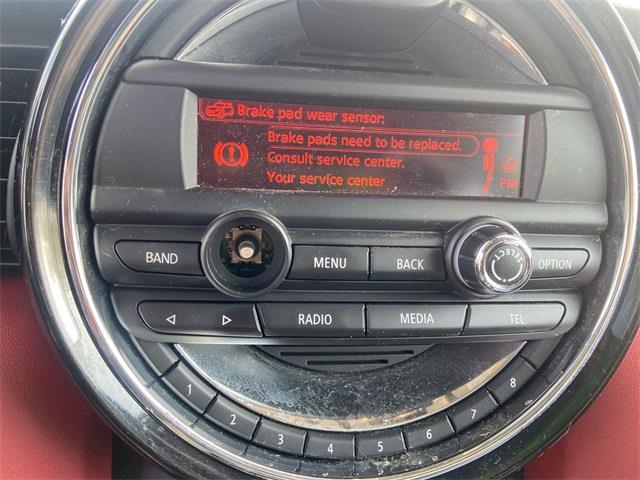 Brake pad wear sensor:
Brake pads need to be replaced.
Consult service center.
Your service center
FM
BAND
MENU
BACK
SELECT
OPTION
RADIO
MEDIA
TEL
1 2 3 4 5 6 7 8